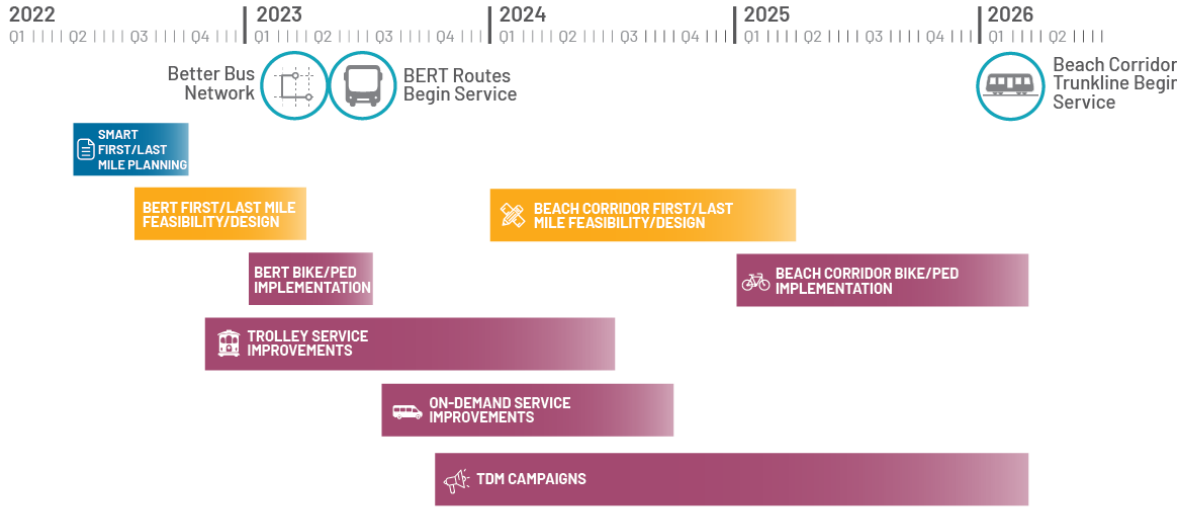 2022 2023 2024 2025 2026
Q1 Q2 Q3 Q4 Q1 Q2 Q3 Q4 Q1 Q2 Q3 Q4 Q1 Q2 Q3 Q4 Q1 Q2
Better Bus
Network
BERT Routes
Begin Service
Beach Corridor
Trunkline Begin
Service
SMART
FIRST/LAST
MILE PLANNING
BERT FIRST/LAST MILE
FEASIBILITY/DESIGN
BEACH CORRIDOR FIRST/LAST
MILE FEASIBILITY/DESIGN
BERT BIKE/PED
IMPLEMENTATION
BEACH CORRIDOR BIKE/PED
IMPLEMENTATION
TROLLEY SERVICE
IMPROVEMENTS
ON-DEMAND SERVICE
IMPROVEMENTS
TDM CAMPAIGNS